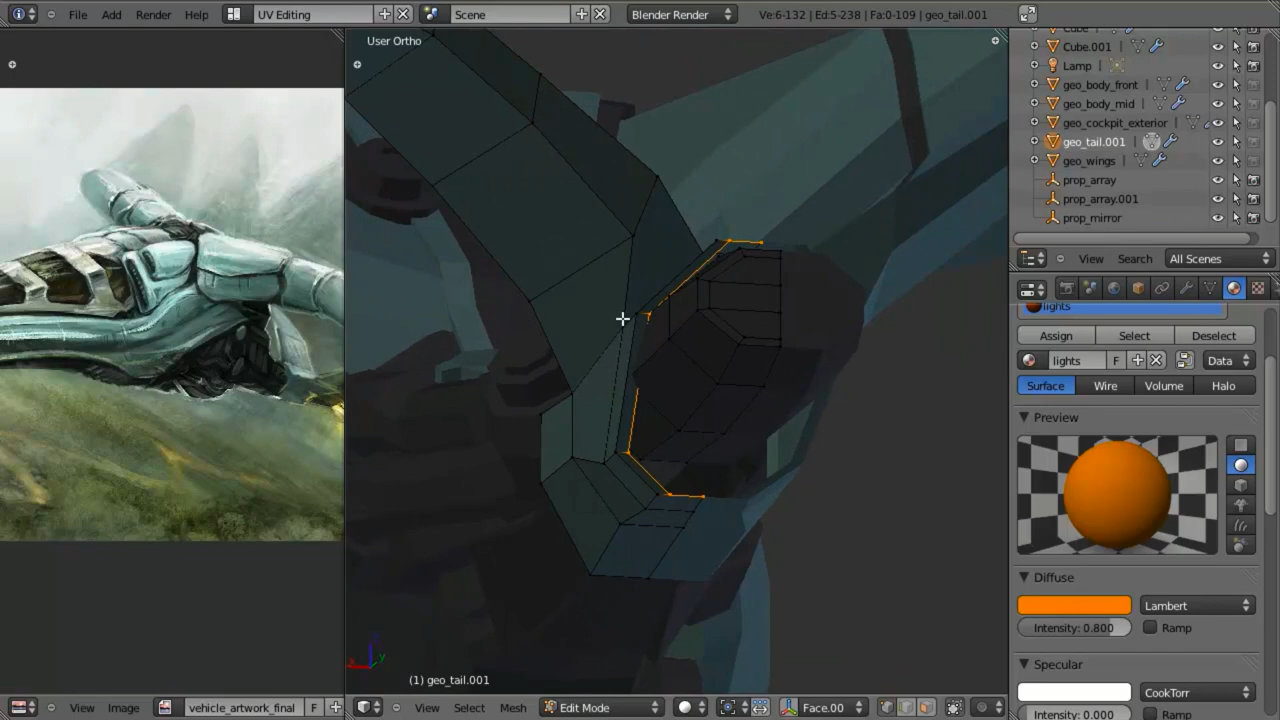 File Add Render Help UV Editing Scene Blender Render Ve:6-132 | Ed:5-238 | Fa:0-109 | geo_tail.001
User Ortho
Cube
Cube.001
Lamp
geo_body_front
geo_body_mid
geo_cockpit_exterior
geo_tail.001
geo_wings
prop_array
prop_array.001
prop_mirror
View Search All Scenes
lights
Assign Select Deselect
lights F Data
Surface Wire Volume Halo
Preview
Diffuse
Lambert
Intensity: 0.800 Ramp
Specular
CookTorr
Intensity: 0.000 Ramp
(1) geo_tail.001
View Image vehicle_artwork_final F View Select Mesh Edit Mode Face.00